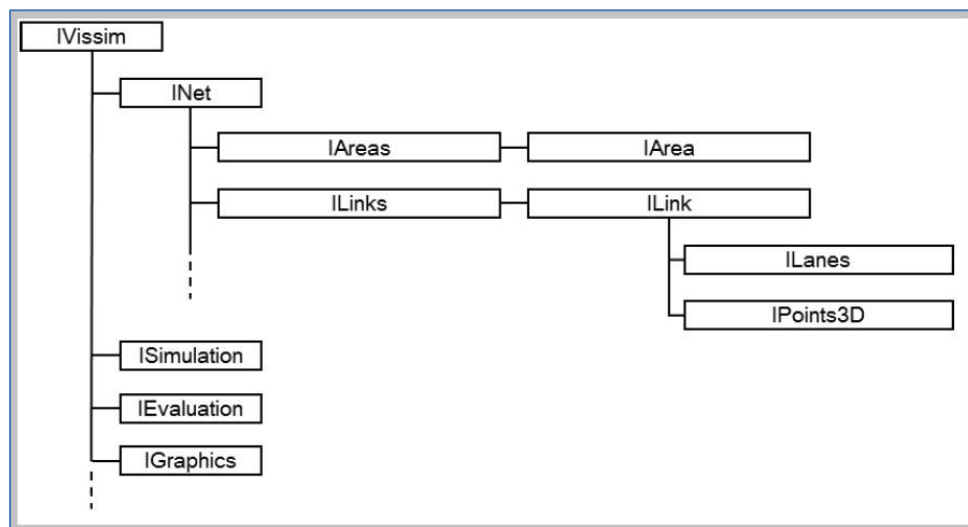 IVissim
INet
IAreas
IArea
ILinks
ILink
ILanes
IPoints3D
ISimulation
IEvaluation
IGraphics